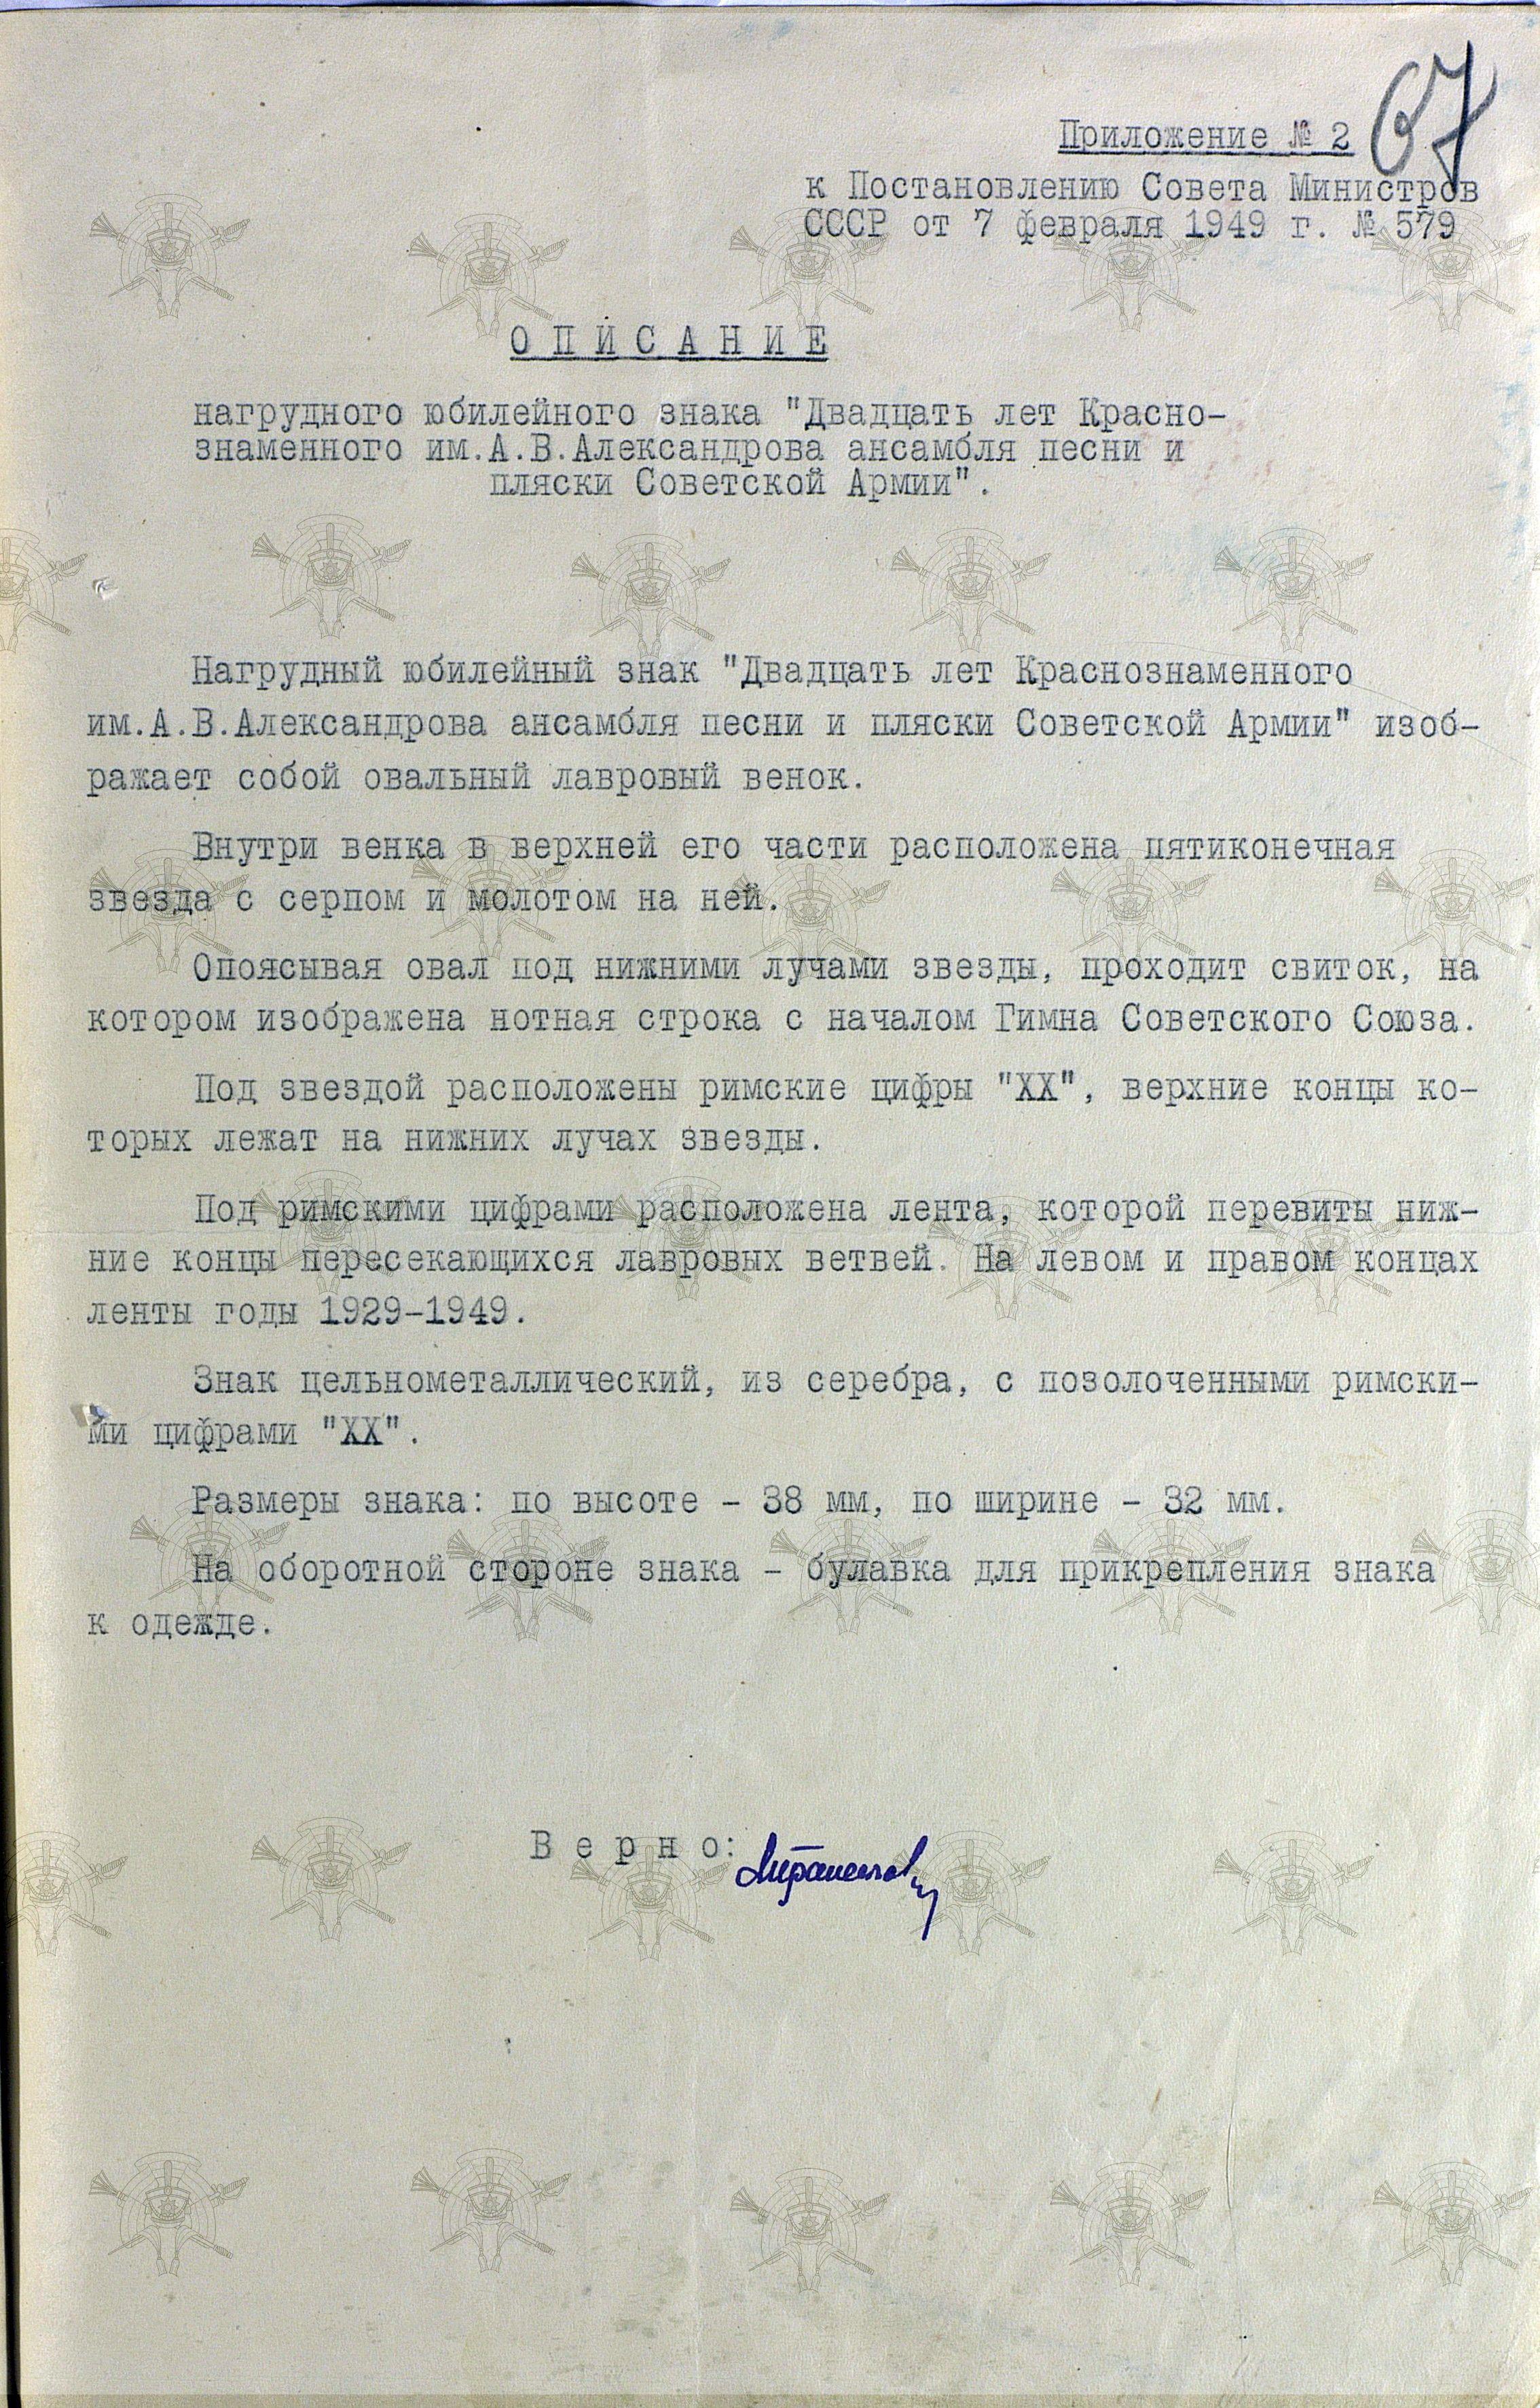 67
Приложение № 2
к Постановлению Совета Министров
СССР от 7 февраля 1949 г. № 579
О П И С А Н И Е
нагрудного юбилейного знака "Двадцать лет Красно-
знаменного им.А.В.Александрова ансамбля песни и
пляски Советской Армии".
Нагрудный юбилейный знак "Двадцать лет Краснознаменного
им.А.В.Александрова ансамбля песни и пляски Советской Армии" изоб-
ражает собой овальный лавровый венок.
Внутри венка в верхней его части расположена пятиконечная
звезда с серпом и молотом на ней.
Опоясывая овал под нижними лучами звезды, проходит свиток, на
котором изображена нотная строка с началом Гимна Советского Союза.
Под звездой расположены римские цифры "XX", верхние концы ко-
торых лежат на нижних лучах звезды.
Под римскими цифрами расположена лента, которой перевиты ниж-
ние концы пересекающихся лавровых ветвей. На левом и правом концах
ленты годы 1929-1949.
Знак цельнометаллический, из серебра, с позолоченными римски-
ми цифрами "XX".
Размеры знака: по высоте - 38 мм, по ширине - 32 мм.
На оборотной стороне знака - булавка для прикрепления знака
к одежде.
В е р н о: